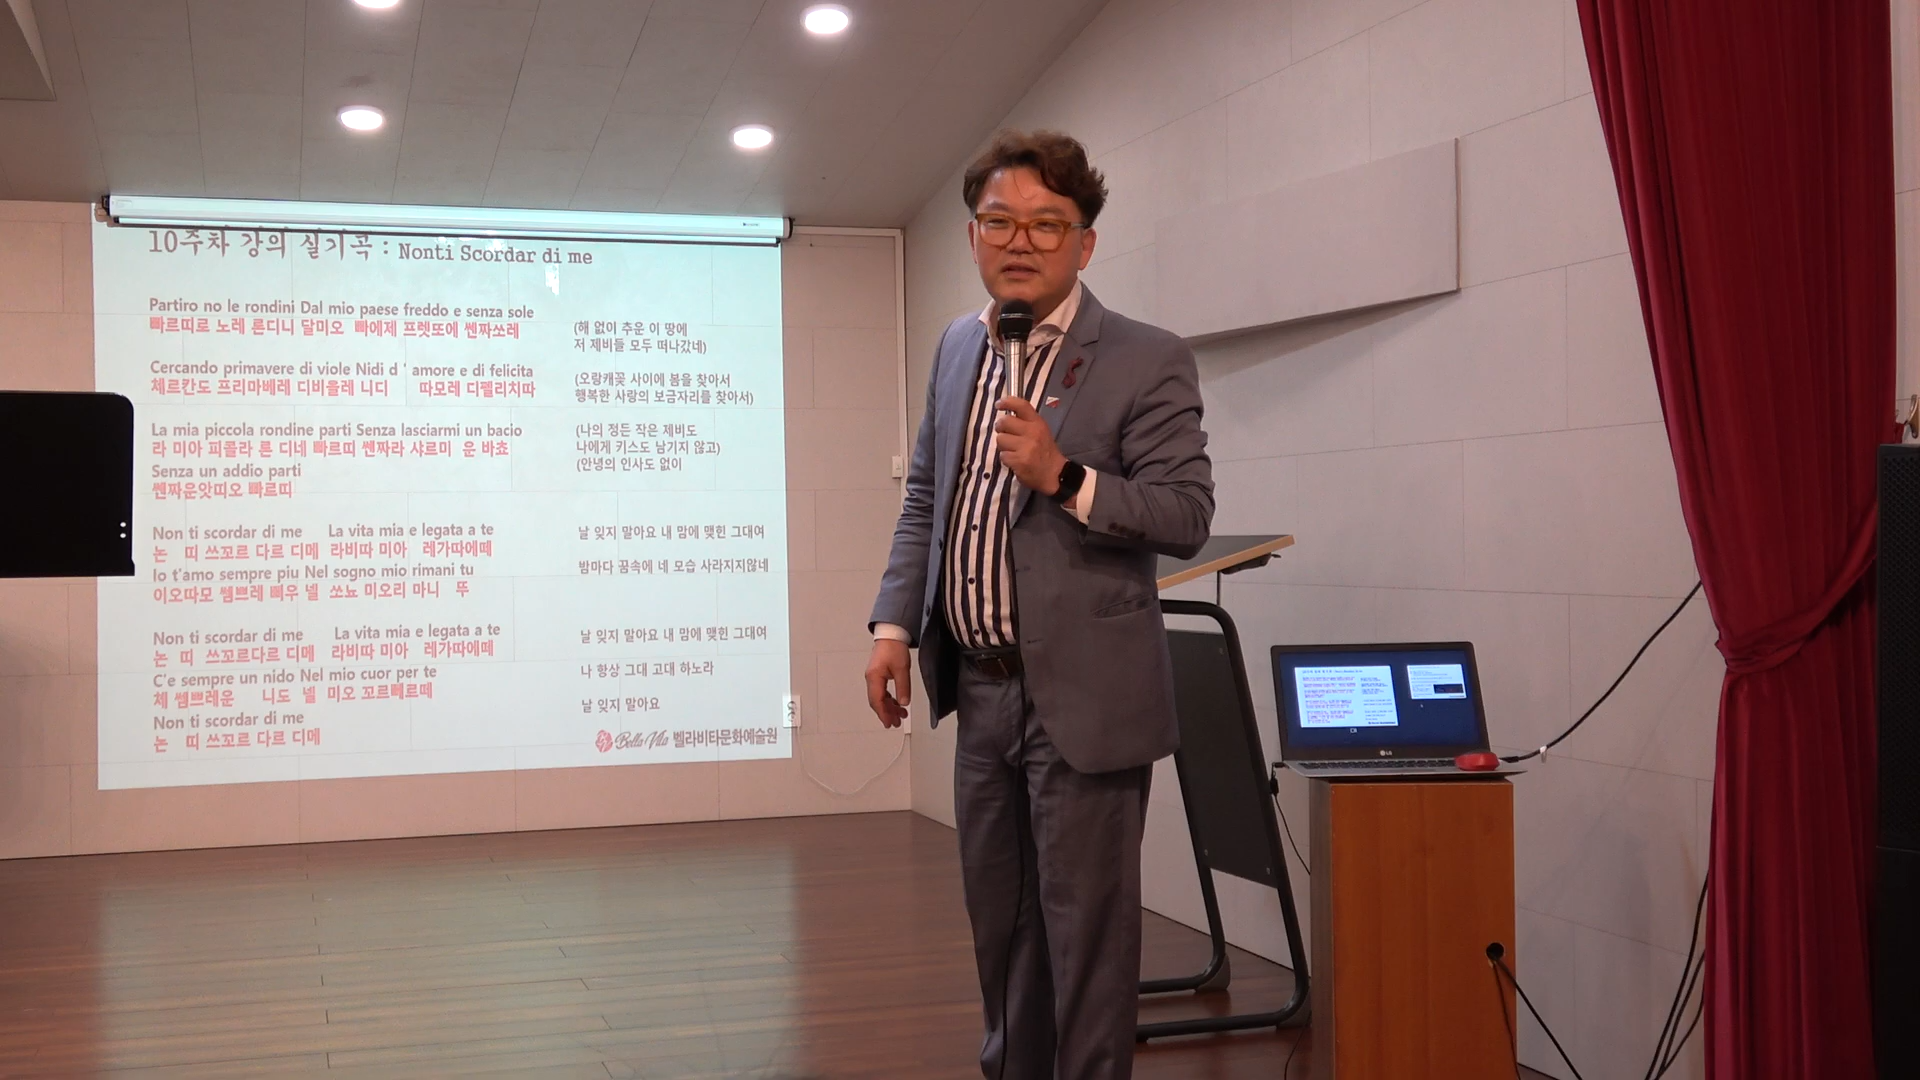 10주차 강의 실기곡 : Nonti Scordar di me
Partiro no le rondini Dal mio paese freddo e senza sole
빠르띠로 노레 론디니 달미오 빠에제 프렛또에 쎈짜쏘레
(해 없이 추운 이 땅에
저 제비들 모두 떠나갔네)
Cercando primavere di viole Nidi d ' amore e di felicita
체르칸도 프리마베레 디비올레 니디 따모레 디펠리치따
(오랑캐꽃 사이에 봄을 찾아서
행복한 사랑의 보금자리를 찾아서)
La mia piccola rondine parti Senza lasciarmi un bacio
라 미아 피콜라 론 디네 빠르띠 쎈짜라 샤르미 운 바쵸
Senza un addio parti
쎈짜운앗띠오 빠르띠
(나의 정든 작은 제비도
나에게 키스도 남기지 않고)
(안녕의 인사도 없이
Non ti scordar di me La vita mia e legata a te
논 띠 쓰꼬르 다르 디메 라비따 미아 레가따에떼
날 잊지 말아요 내 맘에 맺힌 그대여
Io t'amo sempre piu Nel sogno mio rimani tu
이오따모 쎔쁘레 삐우 넬 쏘뇨 미오리 마니 뚜
밤마다 꿈속에 네 모습 사라지지않네
Non ti scordar di me La vita mia e legata a te
논 띠 쓰꼬르다르 디메 라비따 미아 레가따에떼
날 잊지 말아요 내 맘에 맺힌 그대여
C'e sempre un nido Nel mio cuor per te
체 쎔쁘레운 니도 넬 미오 꼬르뻬르떼
나 항상 그대 고대 하노라
Non ti scordar di me
논 띠 쓰꼬르 다르 디메
날 잊지 말아요
Bella Vita 벨라비타문화예술원
LG